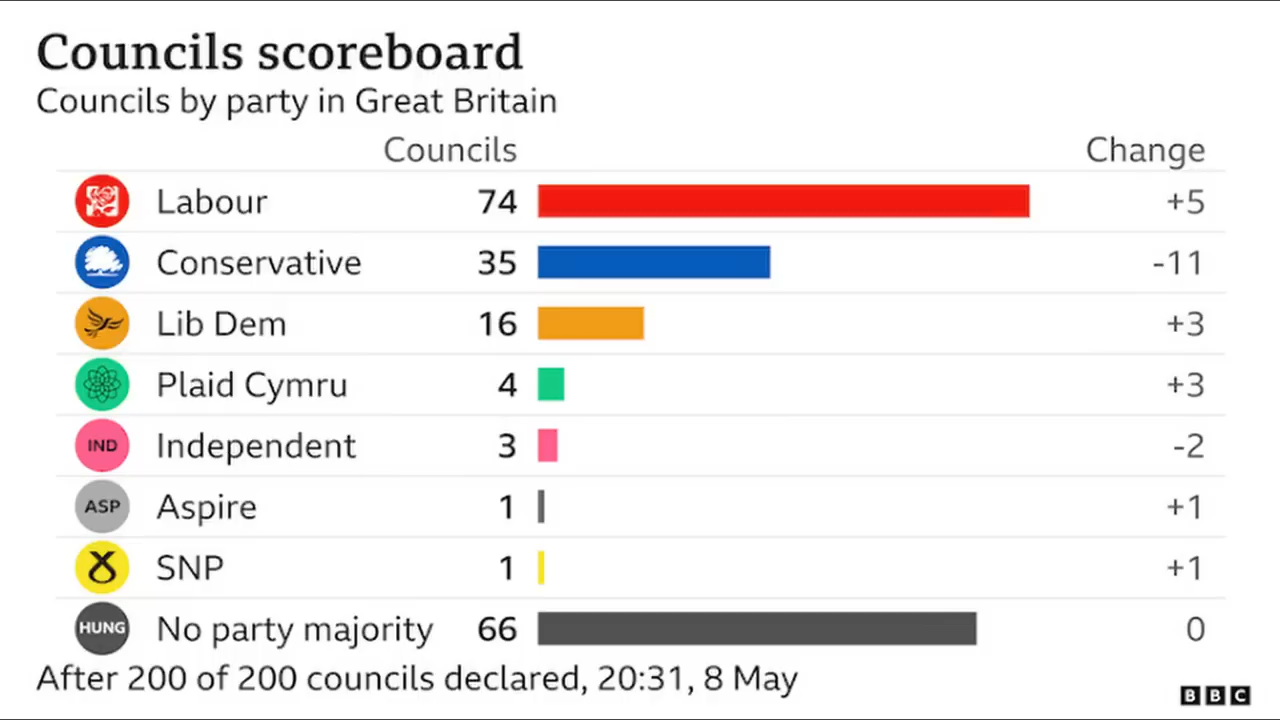 Councils scoreboard
Councils by party in Great Britain
Councils Change
Labour 74 +5
Conservative 35 -11
Lib Dem 16 +3
Plaid Cymru 4 +3
IND Independent 3 -2
ASP Aspire 1 +1
SNP 1 +1
HUNG No party majority 66 0
After 200 of 200 councils declared, 20:31, 8 May
BBC